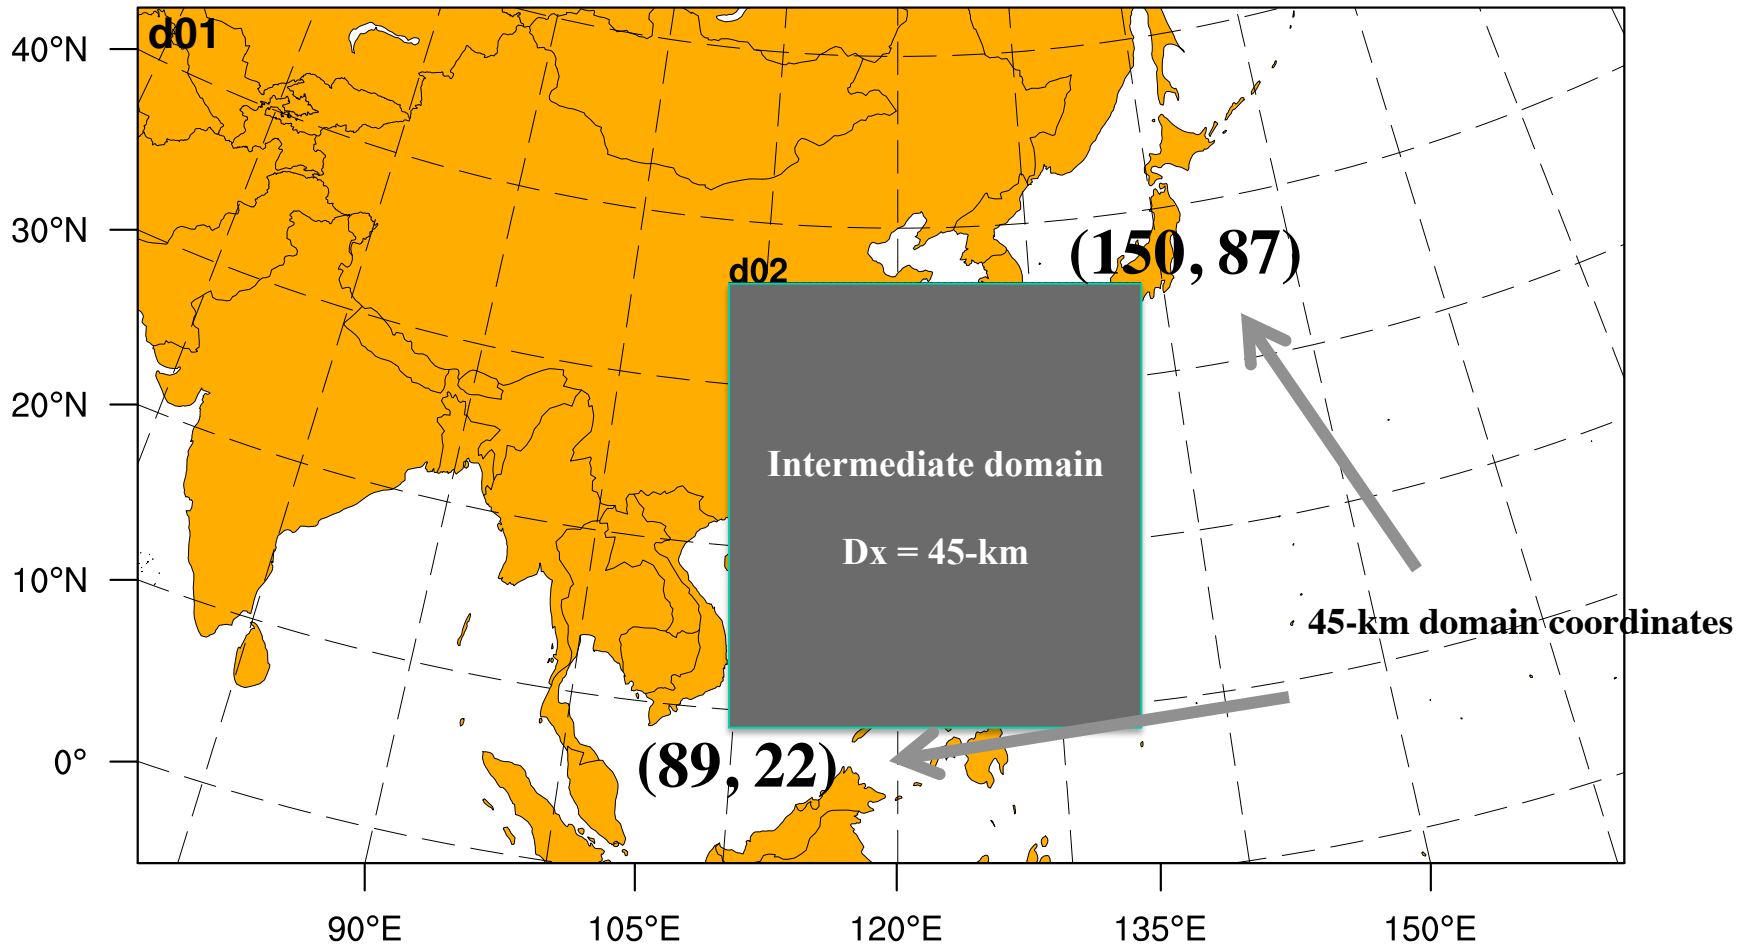 d01
40°N
30°N
20°N
10°N
0°
(150, 87)
d02
Intermediate domain
Dx = 45-km
45-km domain coordinates
(89, 22)
90°E
105°E
120°E
135°E
150°E